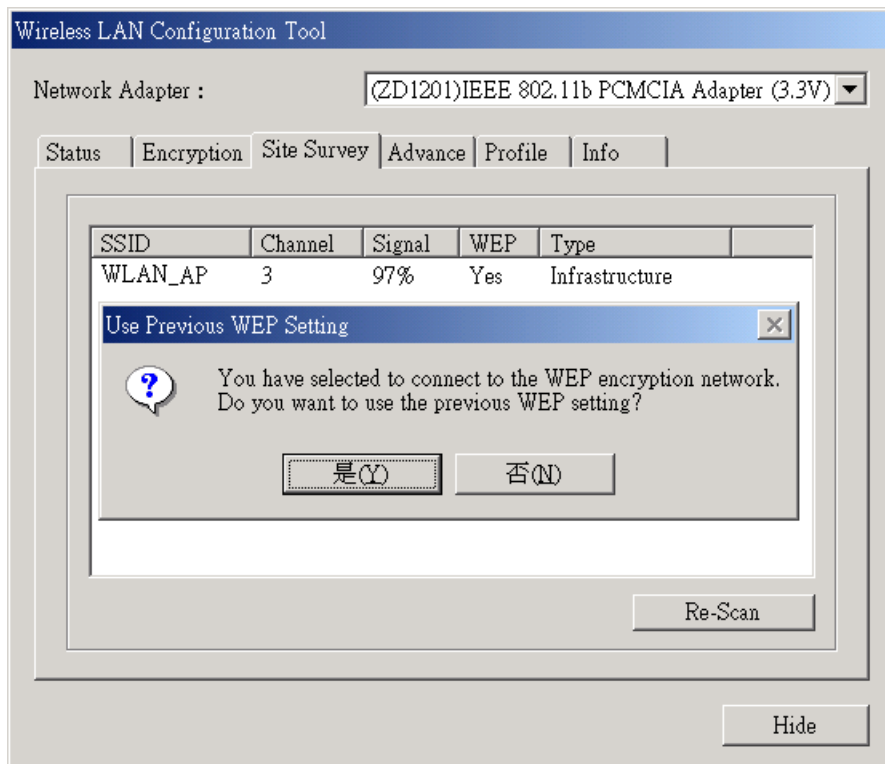 Wireless LAN Configuration Tool
Network Adapter :
(ZD1201)IEEE 802.11b PCMCIA Adapter (3.3V)
Status Encryption Site Survey Advance Profile Info
SSID Channel Signal WEP Type
WLAN_AP 3 97% Yes Infrastructure
Use Previous WEP Setting
You have selected to connect to the WEP encryption network.
Do you want to use the previous WEP setting?
是(Y) 否(N)
Re-Scan
Hide